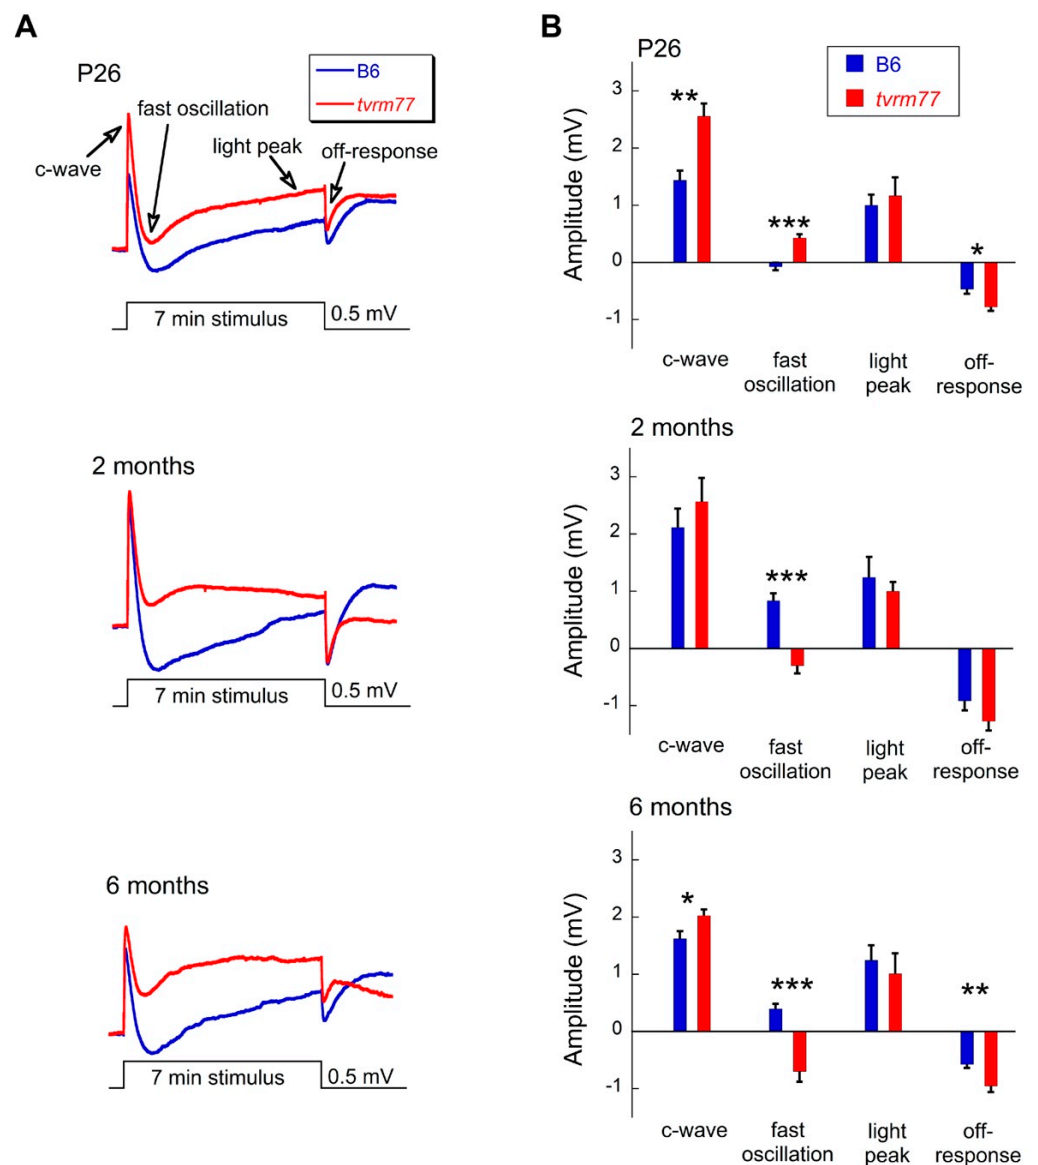 A
P26
B6
tvrm77
fast oscillation
c-wave
light peak
off-response
7 min stimulus
0.5 mV
2 months
7 min stimulus
0.5 mV
6 months
7 min stimulus
0.5 mV
B
P26
B6
tvrm77
Amplitude (mV)
3
2
1
0
-1
**
***
*
c-wave
fast
oscillation
light
peak
off-
response
2 months
Amplitude (mV)
3
2
1
0
-1
***
c-wave
fast
oscillation
light
peak
off-
response
6 months
Amplitude (mV)
3
2
1
0
-1
*
***
**
c-wave
fast
oscillation
light
peak
off-
response